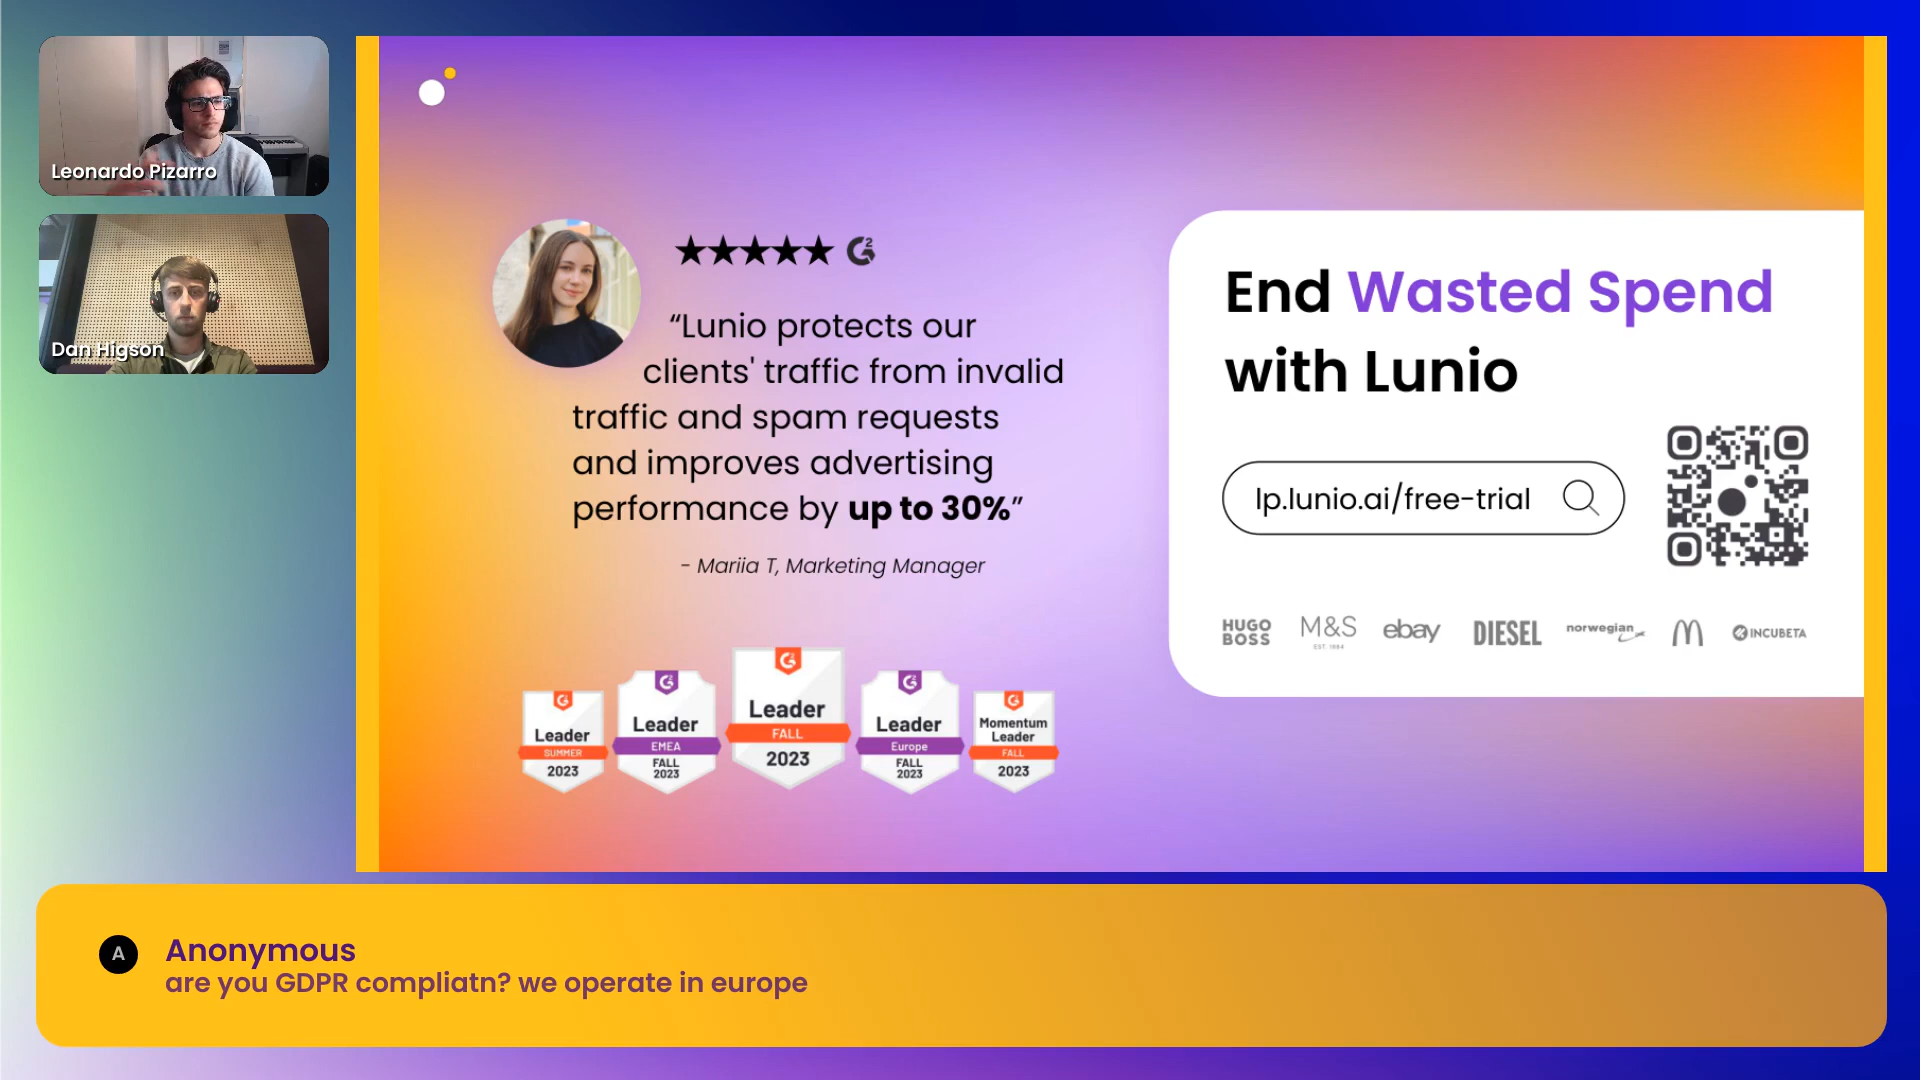 Leonardo Pizarro
Dan Higson
★★★★★ G2
“Lunio protects our
clients' traffic from invalid
traffic and spam requests
and improves advertising
performance by up to 30%”
- Mariia T, Marketing Manager
Leader
SUMMER
2023
Leader
EMEA
FALL
2023
Leader
FALL
2023
Leader
Europe
FALL
2023
Momentum
Leader
FALL
2023
End Wasted Spend
with Lunio
lp.lunio.ai/free-trial
HUGO
BOSS
M&S
EST. 1884
ebay
DIESEL
norwegian
INCUBETA
A
Anonymous
are you GDPR compliatn? we operate in europe